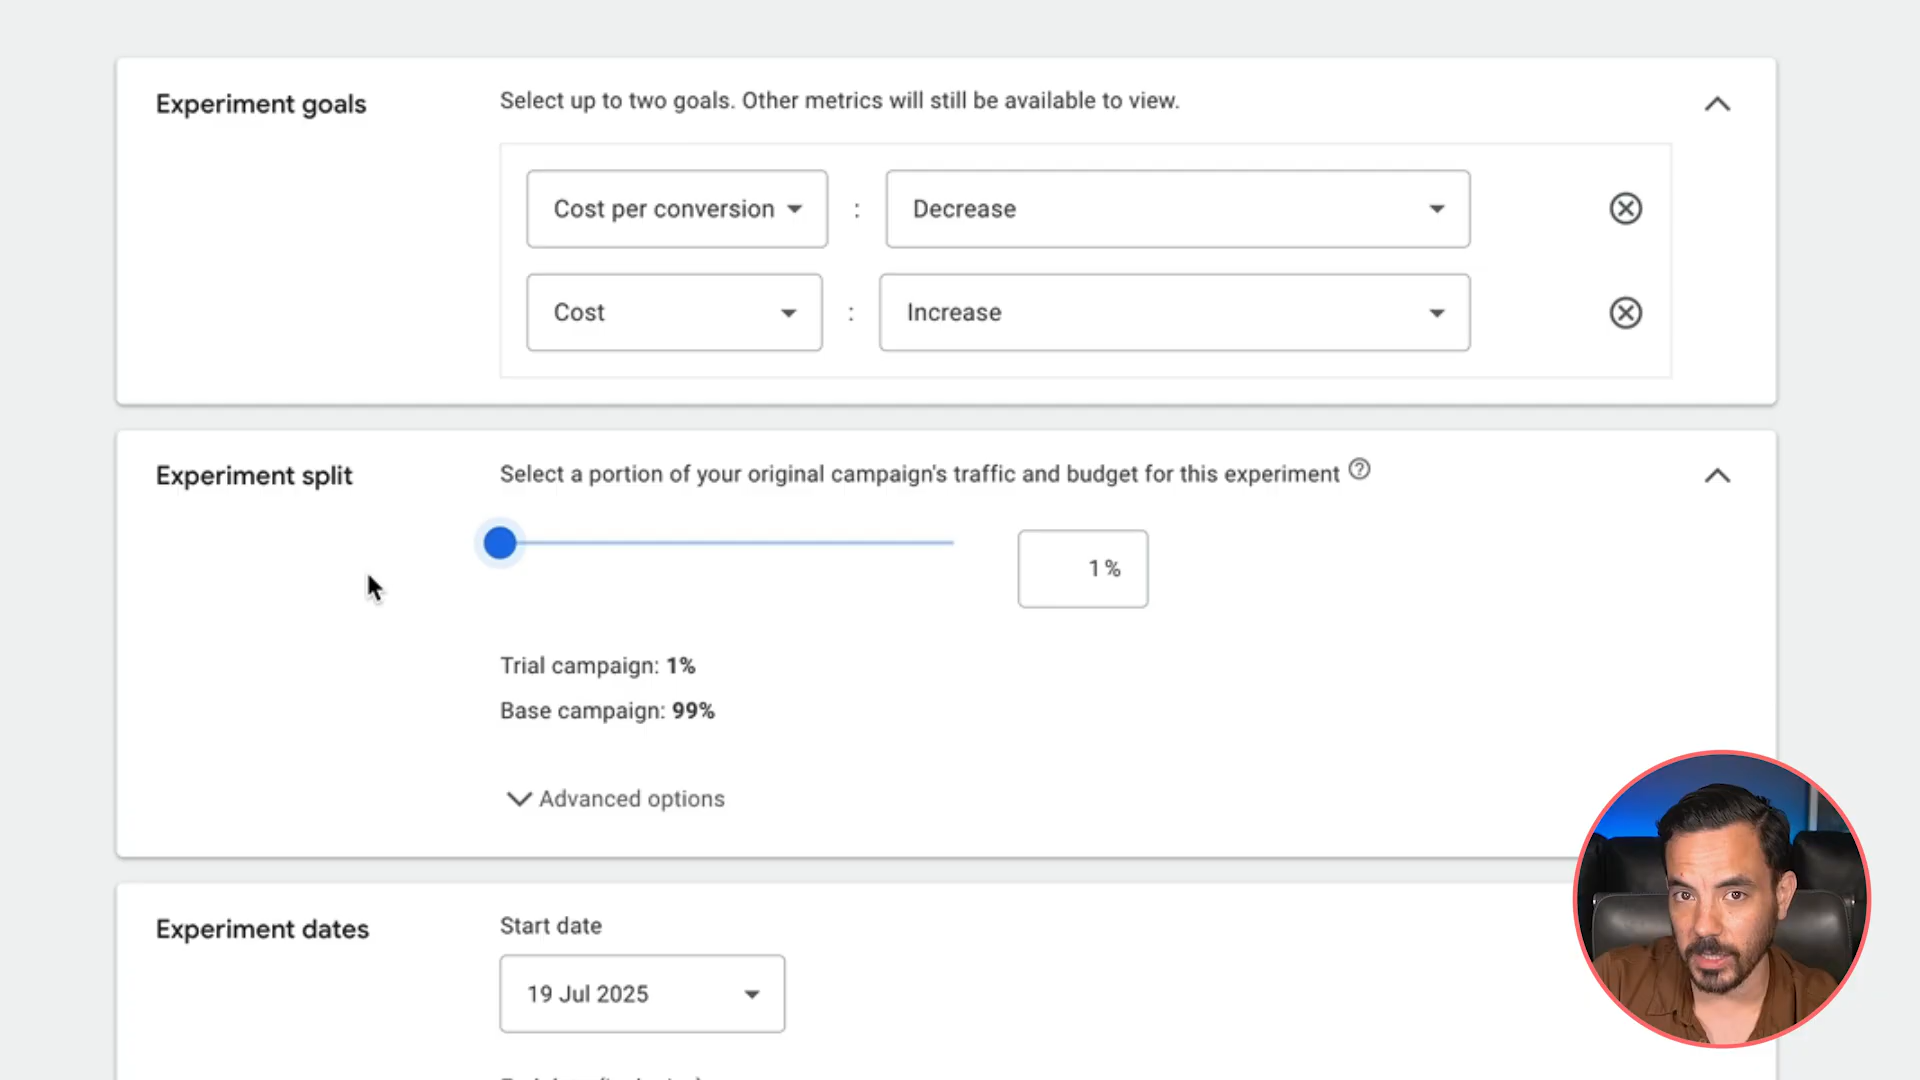 Experiment goals
Select up to two goals. Other metrics will still be available to view.
Cost per conversion : Decrease
Cost : Increase
Experiment split
Select a portion of your original campaign's traffic and budget for this experiment
1 %
Trial campaign: 1%
Base campaign: 99%
Advanced options
Experiment dates
Start date
19 Jul 2025